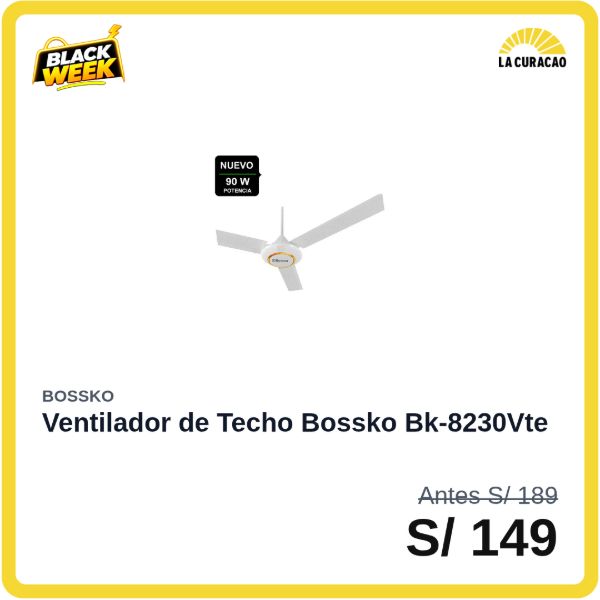 BLACK
WEEK
LA CURACAO
NUEVO
90 W
POTENCIA
BOSSKO
Ventilador de Techo Bossko Bk-8230Vte
Antes S/ 189
S/ 149